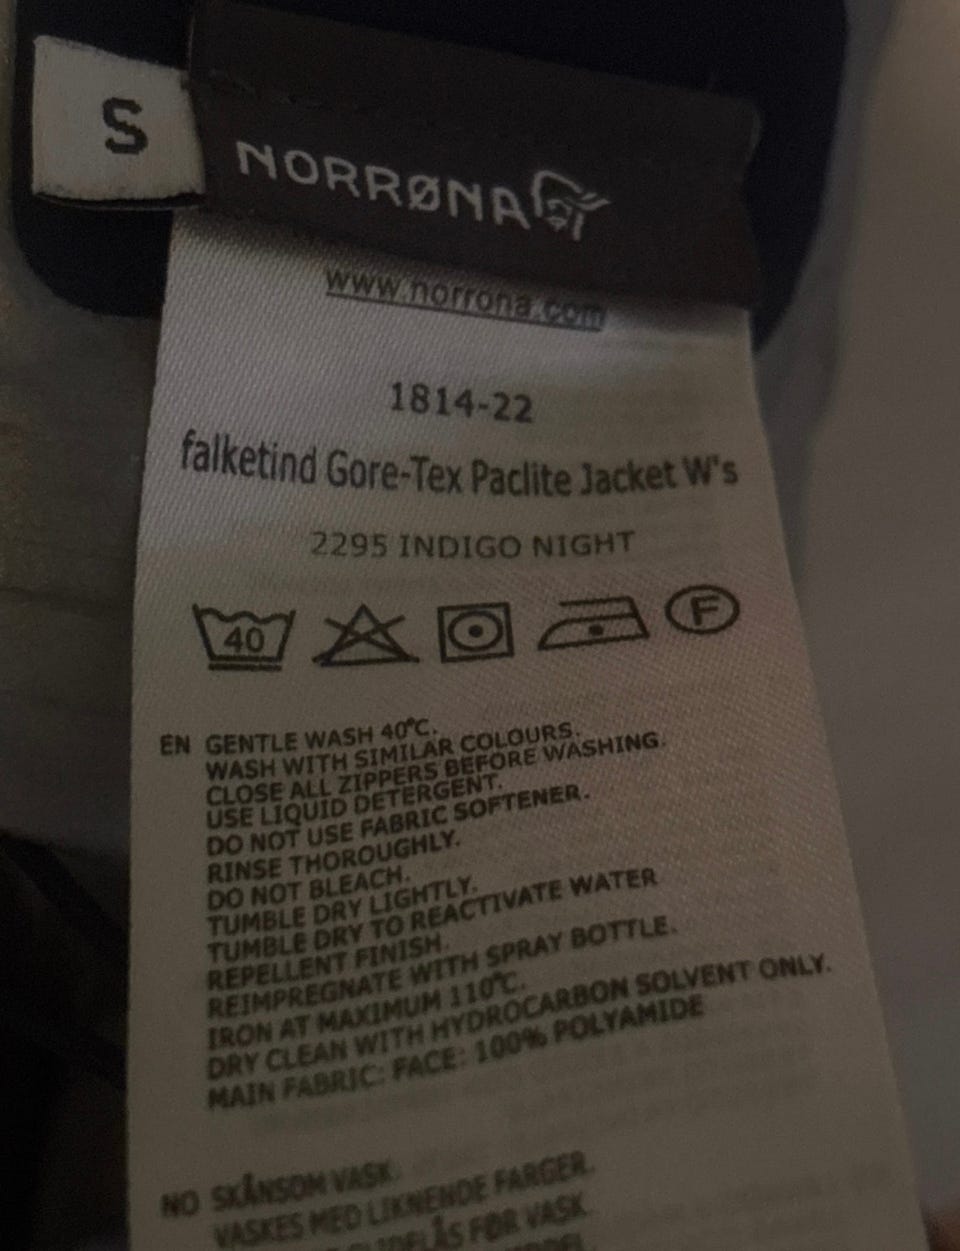 S
NORRØNA
www.norrona.com
1814-22
falketind Gore-Tex Paclite Jacket W's
2295 INDIGO NIGHT
40 F
EN GENTLE WASH 40°C.
WASH WITH SIMILAR COLOURS.
CLOSE ALL ZIPPERS BEFORE WASHING.
USE LIQUID DETERGENT.
DO NOT USE FABRIC SOFTENER.
RINSE THOROUGHLY.
DO NOT BLEACH.
TUMBLE DRY LIGHTLY.
TUMBLE DRY TO REACTIVATE WATER
REPELLENT FINISH.
REIMPREGNATE WITH SPRAY BOTTLE.
IRON AT MAXIMUM 110°C.
DRY CLEAN WITH HYDROCARBON SOLVENT ONLY.
MAIN FABRIC: FACE: 100% POLYAMIDE
NO SKÅNSOM VASK.
VASKES MED LIKNENDE FARGER.
FØR VASK.